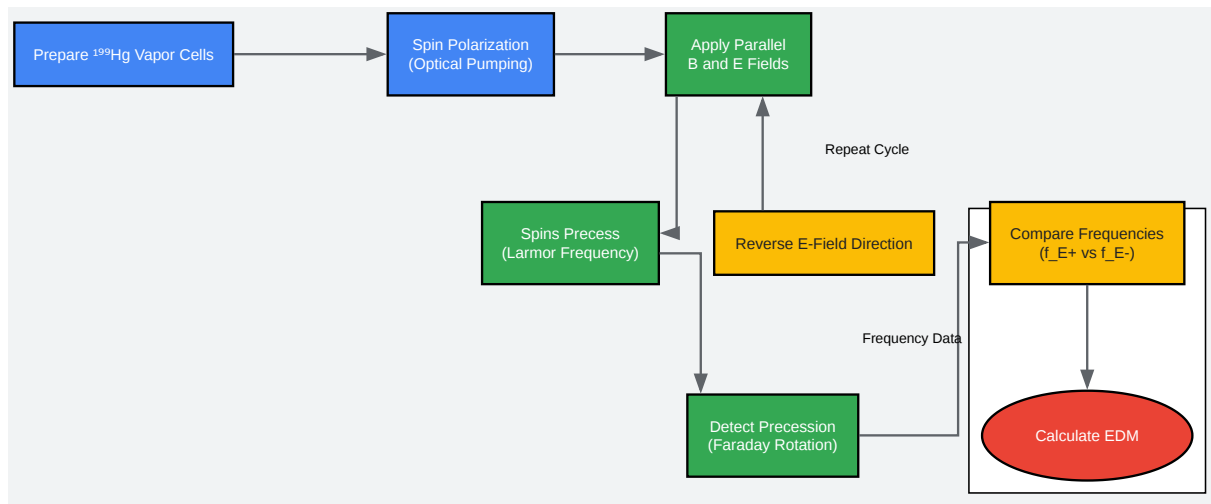 Prepare ¹⁹⁹Hg Vapor Cells
Spin Polarization
(Optical Pumping)
Apply Parallel
B and E Fields
Repeat Cycle
Spins Precess
(Larmor Frequency)
Reverse E-Field Direction
Compare Frequencies
(f_E+ vs f_E-)
Frequency Data
Detect Precession
(Faraday Rotation)
Calculate EDM